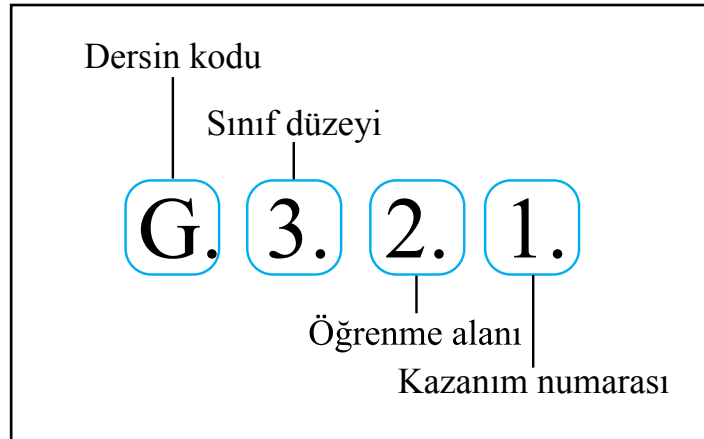 Dersin kodu
Sınıf düzeyi
G. 3. 2. 1.
Öğrenme alanı
Kazanım numarası